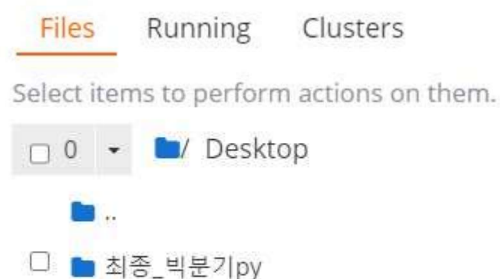 Files Running Clusters
Select items to perform actions on them.
0 / Desktop
..
최종_빅분기py